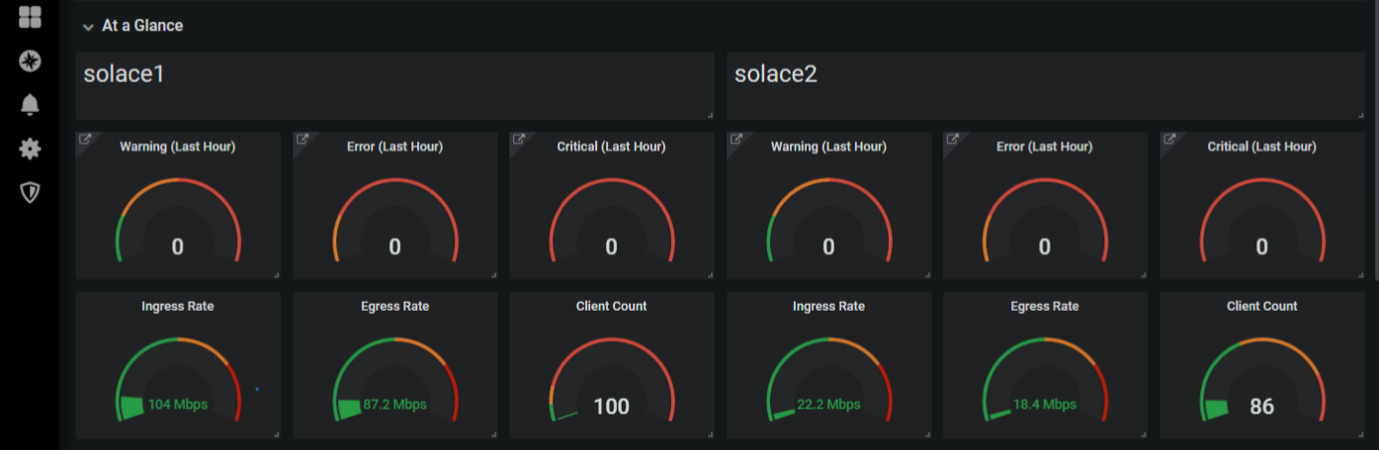 At a Glance
solace1
solace2
Warning (Last Hour)
Error (Last Hour)
Critical (Last Hour)
Warning (Last Hour)
Error (Last Hour)
Critical (Last Hour)
0
0
0
0
0
0
Ingress Rate
Egress Rate
Client Count
Ingress Rate
Egress Rate
Client Count
104 Mbps
87.2 Mbps
100
22.2 Mbps
18.4 Mbps
86